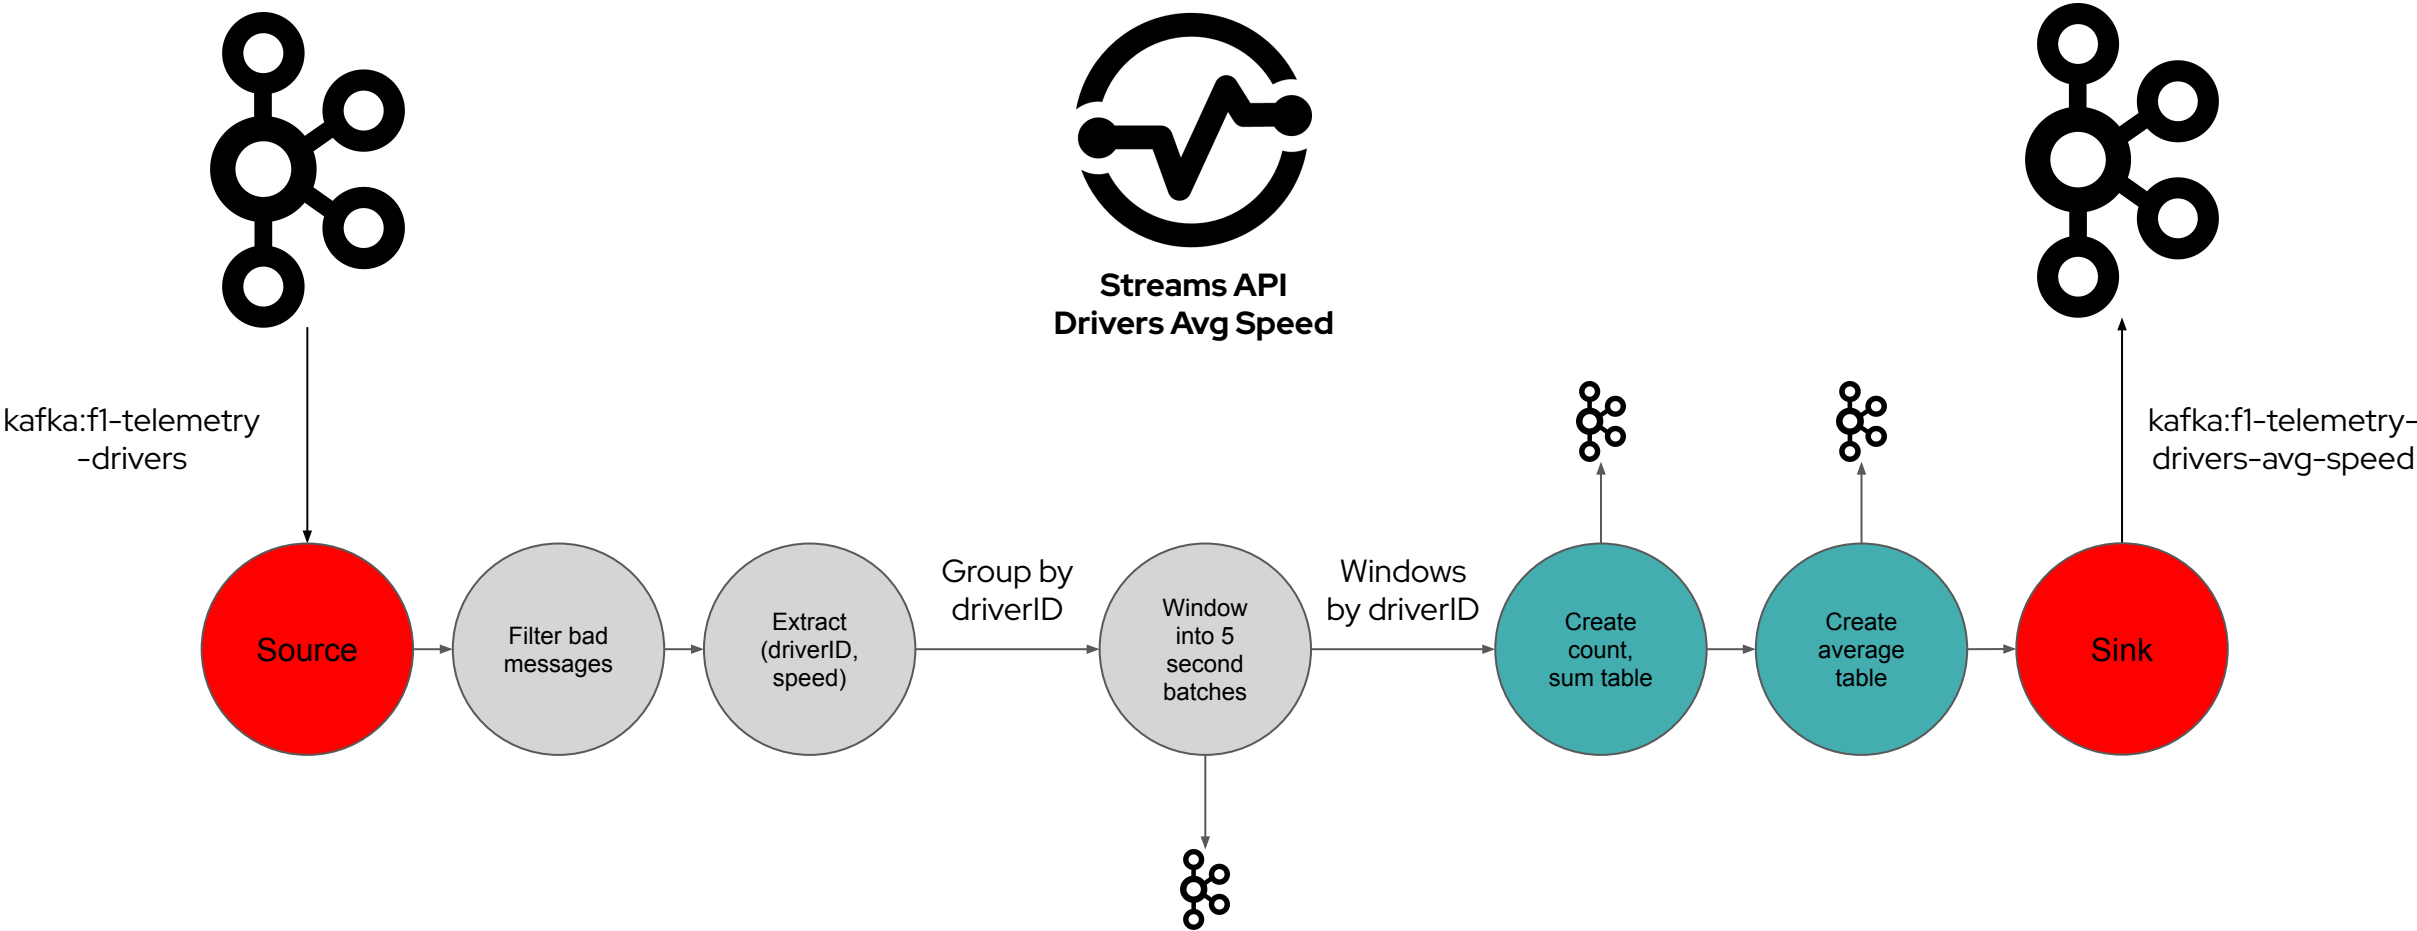 Streams API
Drivers Avg Speed
kafka:f1-telemetry
-drivers
kafka:f1-telemetry-
drivers-avg-speed
Source
Filter bad
messages
Extract
(driverID,
speed)
Group by
driverID
Window
into 5
second
batches
Windows
by driverID
Create
count,
sum table
Create
average
table
Sink